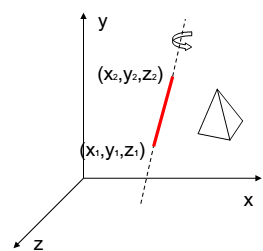 y
(x₂,y₂,z₂)
(x₁,y₁,z₁)
x
z